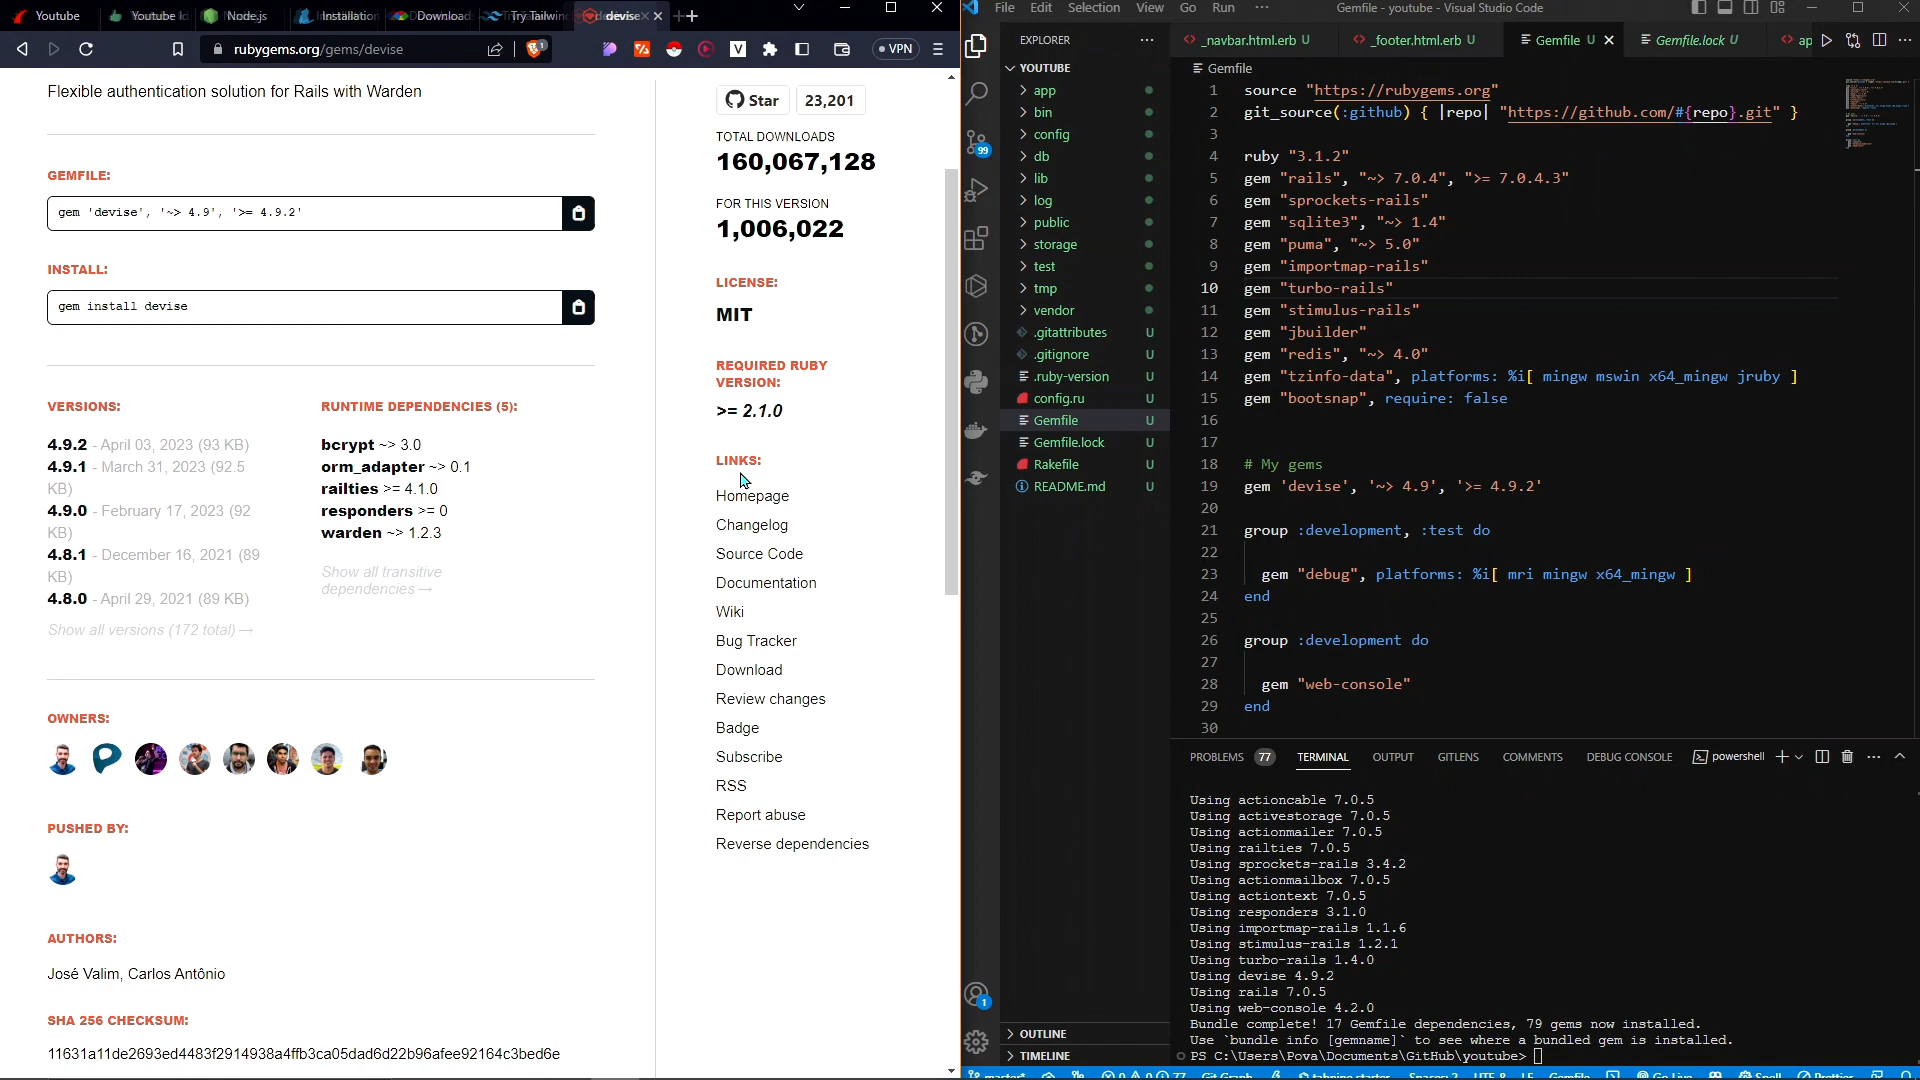 Youtube
Youtube Id
Node.js
Installation
Download
Try Tailwin
devise
rubygems.org/gems/devise
VPN
Flexible authentication solution for Rails with Warden
GEMFILE:
gem 'devise', '~> 4.9', '>= 4.9.2'
INSTALL:
gem install devise
VERSIONS:
4.9.2 - April 03, 2023 (93 KB)
4.9.1 - March 31, 2023 (92.5
KB)
4.9.0 - February 17, 2023 (92
KB)
4.8.1 - December 16, 2021 (89
KB)
4.8.0 - April 29, 2021 (89 KB)
Show all versions (172 total) →
RUNTIME DEPENDENCIES (5):
bcrypt ~> 3.0
orm_adapter ~> 0.1
railties >= 4.1.0
responders >= 0
warden ~> 1.2.3
Show all transitive
dependencies →
OWNERS:
PUSHED BY:
AUTHORS:
José Valim, Carlos Antônio
SHA 256 CHECKSUM:
11631a11de2693ed4483f2914938a4ffb3ca05dad6d22b96afee92164c3bed6e
Star
23,201
TOTAL DOWNLOADS
160,067,128
FOR THIS VERSION
1,006,022
LICENSE:
MIT
REQUIRED RUBY
VERSION:
>= 2.1.0
LINKS:
Homepage
Changelog
Source Code
Documentation
Wiki
Bug Tracker
Download
Review changes
Badge
Subscribe
RSS
Report abuse
Reverse dependencies
File Edit Selection View Go Run ··· Gemfile - youtube - Visual Studio Code
EXPLORER
YOUTUBE
app
bin
config
db
lib
log
public
storage
test
tmp
vendor
.gitattributes U
.gitignore U
.ruby-version U
config.ru U
Gemfile U
Gemfile.lock U
Rakefile U
README.md U
OUTLINE
TIMELINE
99
1
_navbar.html.erb U
_footer.html.erb U
Gemfile U
Gemfile.lock U
ap
Gemfile
1 source "https://rubygems.org"
2 git_source(:github) { |repo| "https://github.com/#{repo}.git" }
3
4 ruby "3.1.2"
5 gem "rails", "~> 7.0.4", ">= 7.0.4.3"
6 gem "sprockets-rails"
7 gem "sqlite3", "~> 1.4"
8 gem "puma", "~> 5.0"
9 gem "importmap-rails"
10 gem "turbo-rails"
11 gem "stimulus-rails"
12 gem "jbuilder"
13 gem "redis", "~> 4.0"
14 gem "tzinfo-data", platforms: %i[ mingw mswin x64_mingw jruby ]
15 gem "bootsnap", require: false
16
17
18 # My gems
19 gem 'devise', '~> 4.9', '>= 4.9.2'
20
21 group :development, :test do
22
23 gem "debug", platforms: %i[ mri mingw x64_mingw ]
24 end
25
26 group :development do
27
28 gem "web-console"
29 end
30
PROBLEMS 77 TERMINAL OUTPUT GITLENS COMMENTS DEBUG CONSOLE powershell
Using actioncable 7.0.5
Using activestorage 7.0.5
Using actionmailer 7.0.5
Using railties 7.0.5
Using sprockets-rails 3.4.2
Using actionmailbox 7.0.5
Using actiontext 7.0.5
Using responders 3.1.0
Using importmap-rails 1.1.6
Using stimulus-rails 1.2.1
Using turbo-rails 1.4.0
Using devise 4.9.2
Using rails 7.0.5
Using web-console 4.2.0
Bundle complete! 17 Gemfile dependencies, 79 gems now installed.
Use `bundle info [gemname]` to see where a bundled gem is installed.
PS C:\Users\Pova\Documents\GitHub\youtube>